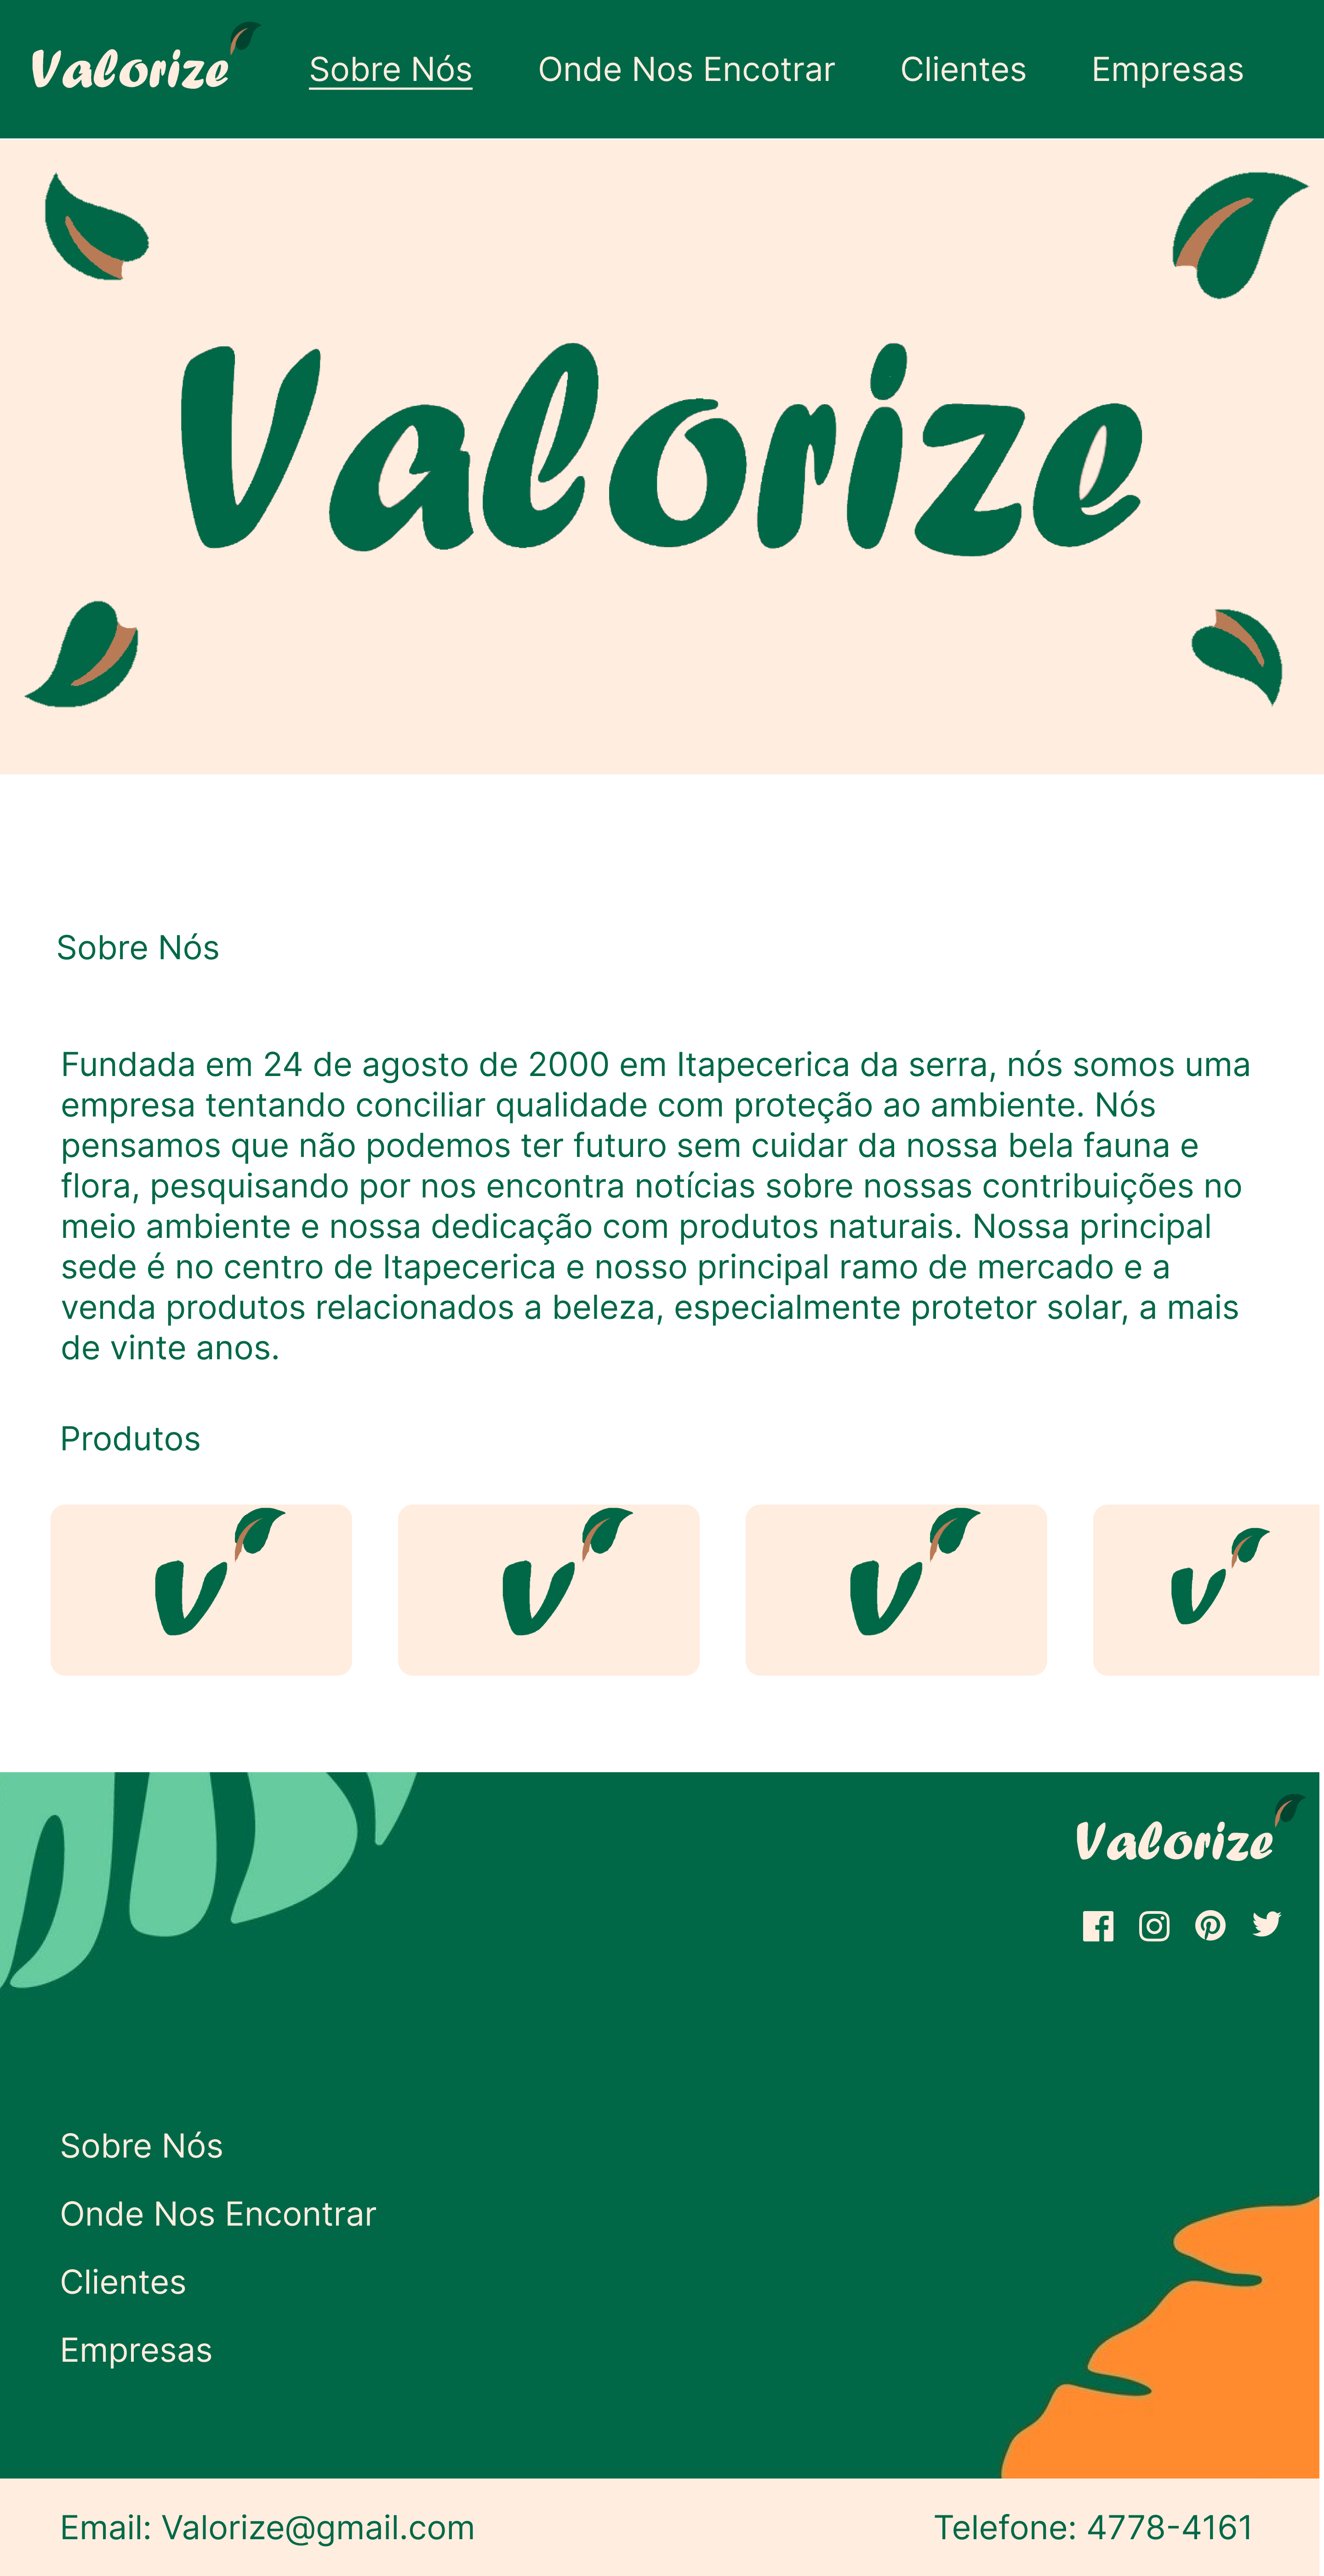 Valorize
Sobre Nós
Onde Nos Encotrar
Clientes
Empresas
Valorize
Sobre Nós
Fundada em 24 de agosto de 2000 em Itapecerica da serra, nós somos uma
empresa tentando conciliar qualidade com proteção ao ambiente. Nós
pensamos que não podemos ter futuro sem cuidar da nossa bela fauna e
flora, pesquisando por nos encontra notícias sobre nossas contribuições no
meio ambiente e nossa dedicação com produtos naturais. Nossa principal
sede é no centro de Itapecerica e nosso principal ramo de mercado e a
venda produtos relacionados a beleza, especialmente protetor solar, a mais
de vinte anos.
Produtos
V
V
V
V
Valorize
Sobre Nós
Onde Nos Encontrar
Clientes
Empresas
Email: Valorize@gmail.com
Telefone: 4778-4161